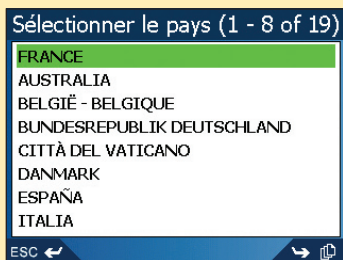 Sélectionner le pays (1 - 8 of 19)
FRANCE
AUSTRALIA
BELGIË - BELGIQUE
BUNDESREPUBLIK DEUTSCHLAND
CITTÀ DEL VATICANO
DANMARK
ESPAÑA
ITALIA
ESC